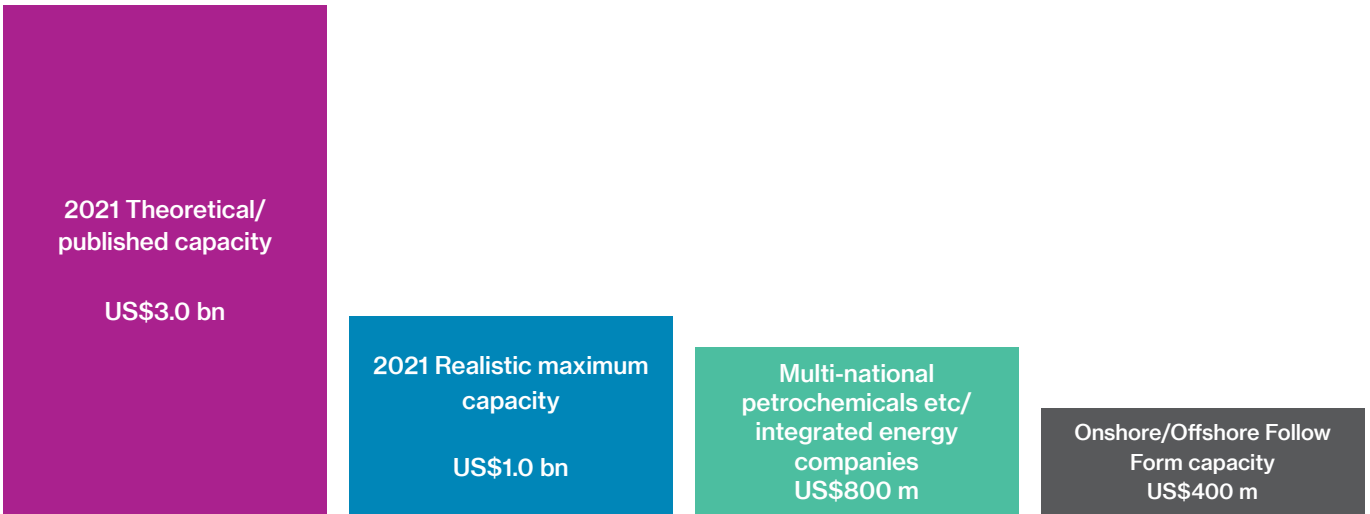 2021 Theoretical/
published capacity
US$3.0 bn
2021 Realistic maximum
capacity
US$1.0 bn
Multi-national
petrochemicals etc/
integrated energy
companies
US$800 m
Onshore/Offshore Follow
Form capacity
US$400 m